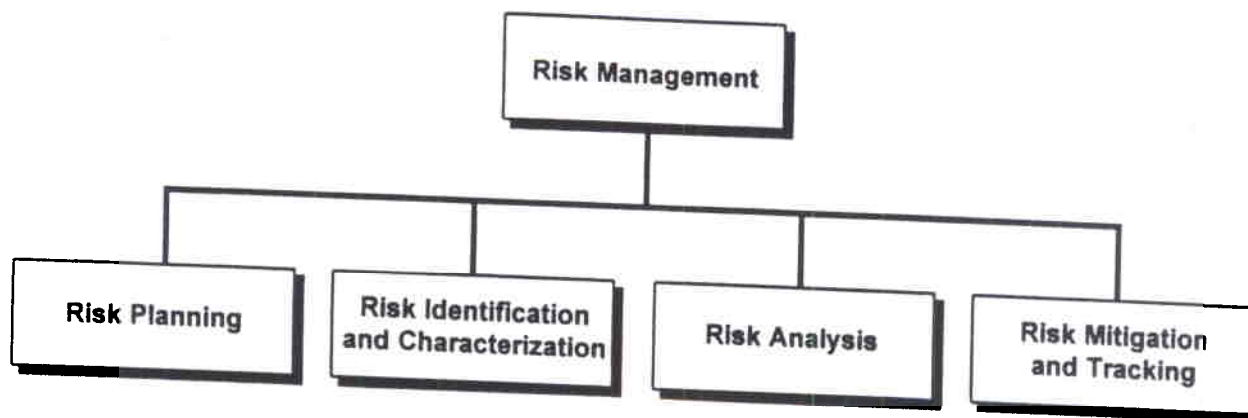 Risk Management
Risk Planning
Risk Identification
and Characterization
Risk Analysis
Risk Mitigation
and Tracking